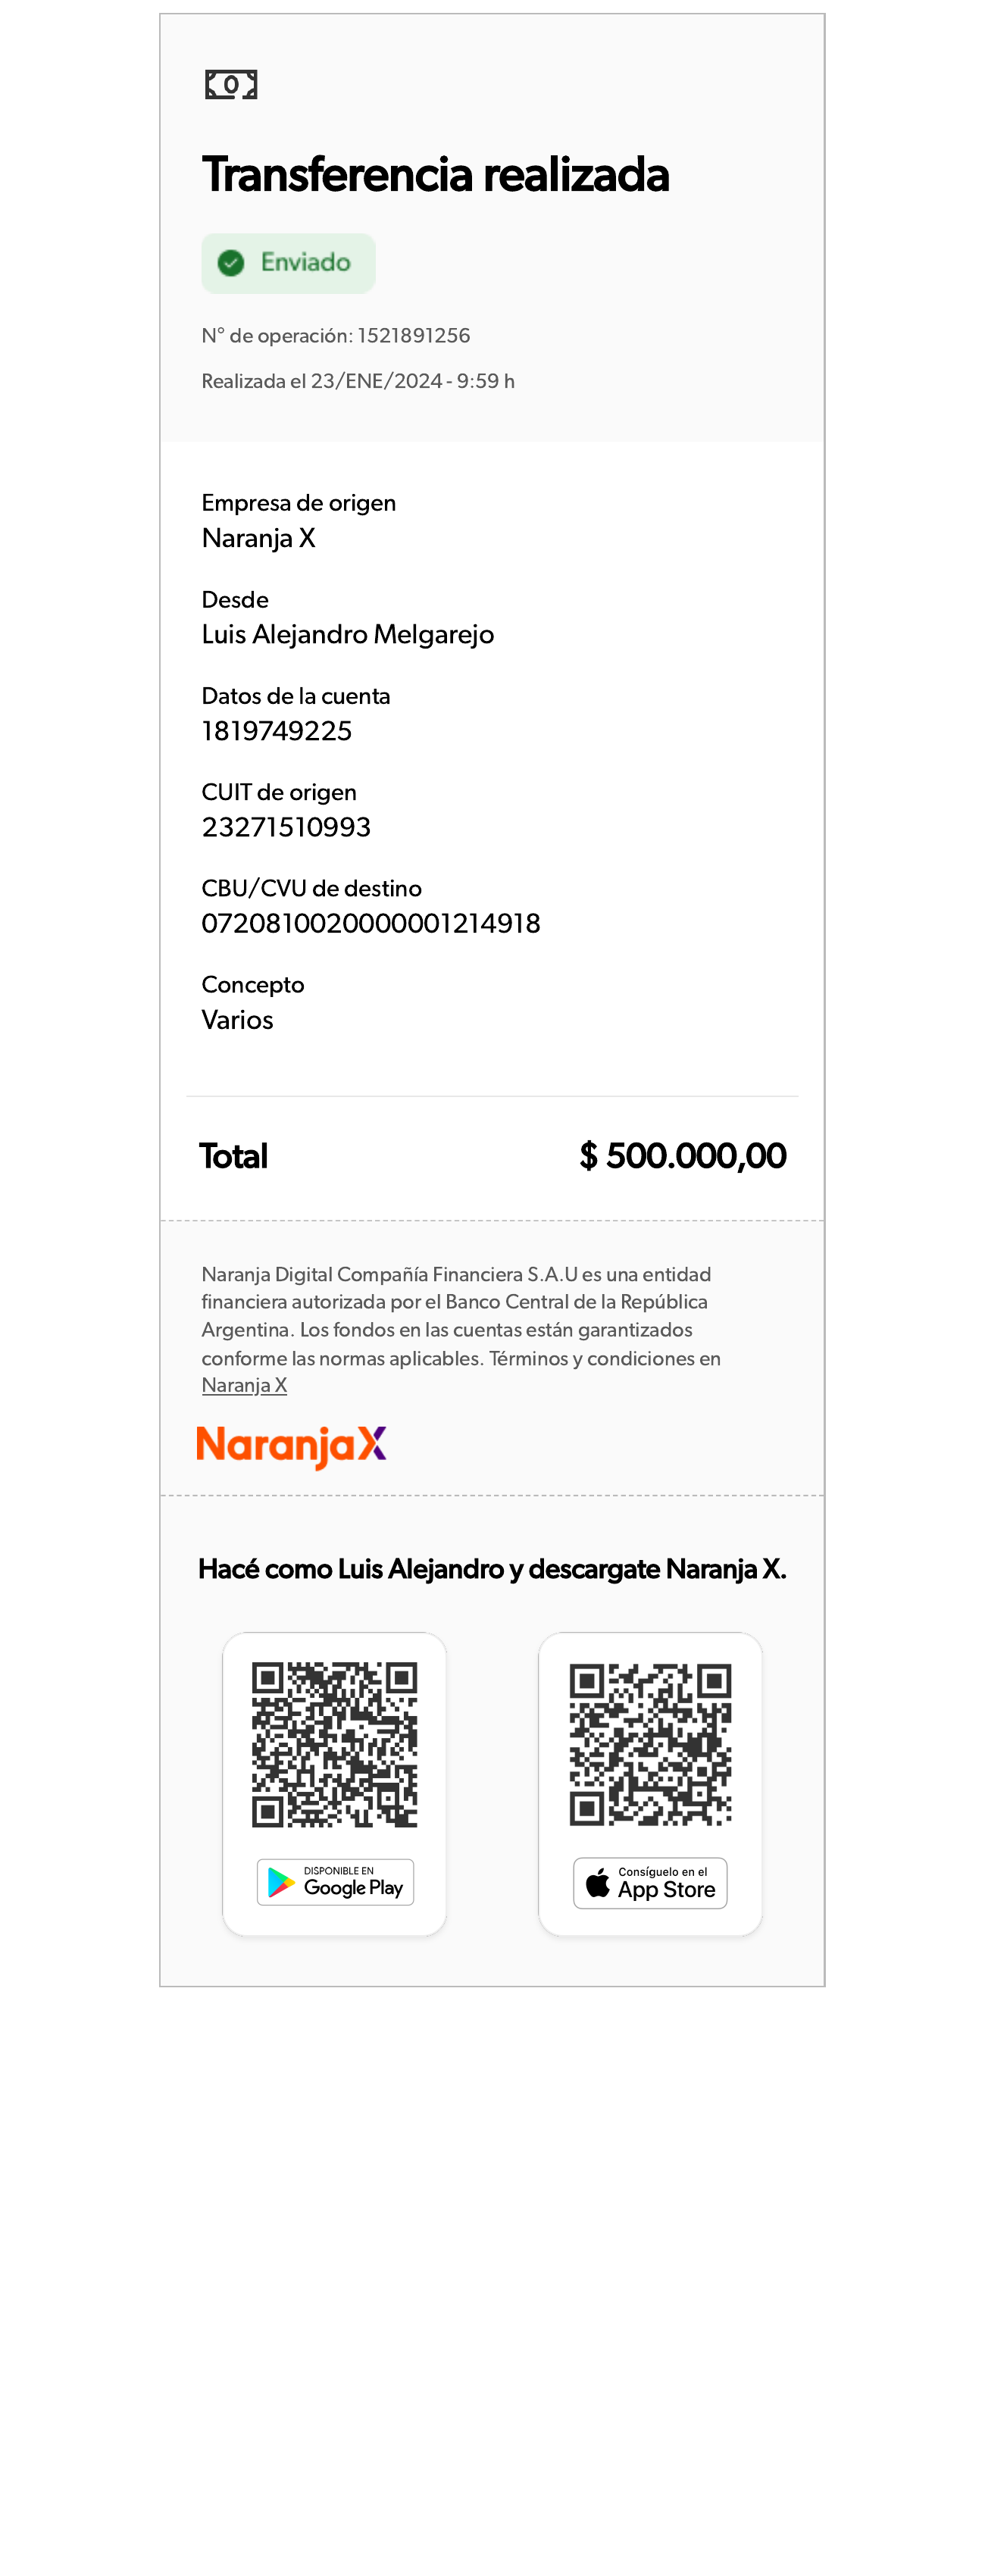 Transferencia realizada
Enviado
N° de operación: 1521891256
Realizada el 23/ENE/2024 - 9:59 h
Empresa de origen
Naranja X
Desde
Luis Alejandro Melgarejo
Datos de la cuenta
1819749225
CUIT de origen
23271510993
CBU/CVU de destino
0720810020000001214918
Concepto
Varios
Total $ 500.000,00
Naranja Digital Compañía Financiera S.A.U es una entidad
financiera autorizada por el Banco Central de la República
Argentina. Los fondos en las cuentas están garantizados
conforme las normas aplicables. Términos y condiciones en
Naranja X
NaranjaX
Hacé como Luis Alejandro y descargate Naranja X.
DISPONIBLE EN
Google Play
Consíguelo en el
App Store